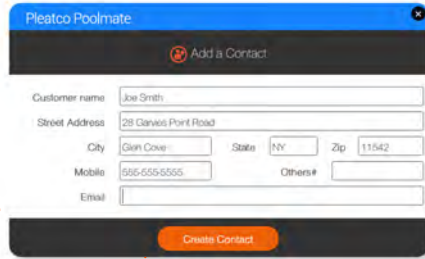 Pleatco Poolmate
Add a Contact
Customer name Joe Smith
Street Address 28 Garvies Point Road
City Glen Cove State NY Zip 11542
Mobile 555-555-5555 Others#
Email
Create Contact